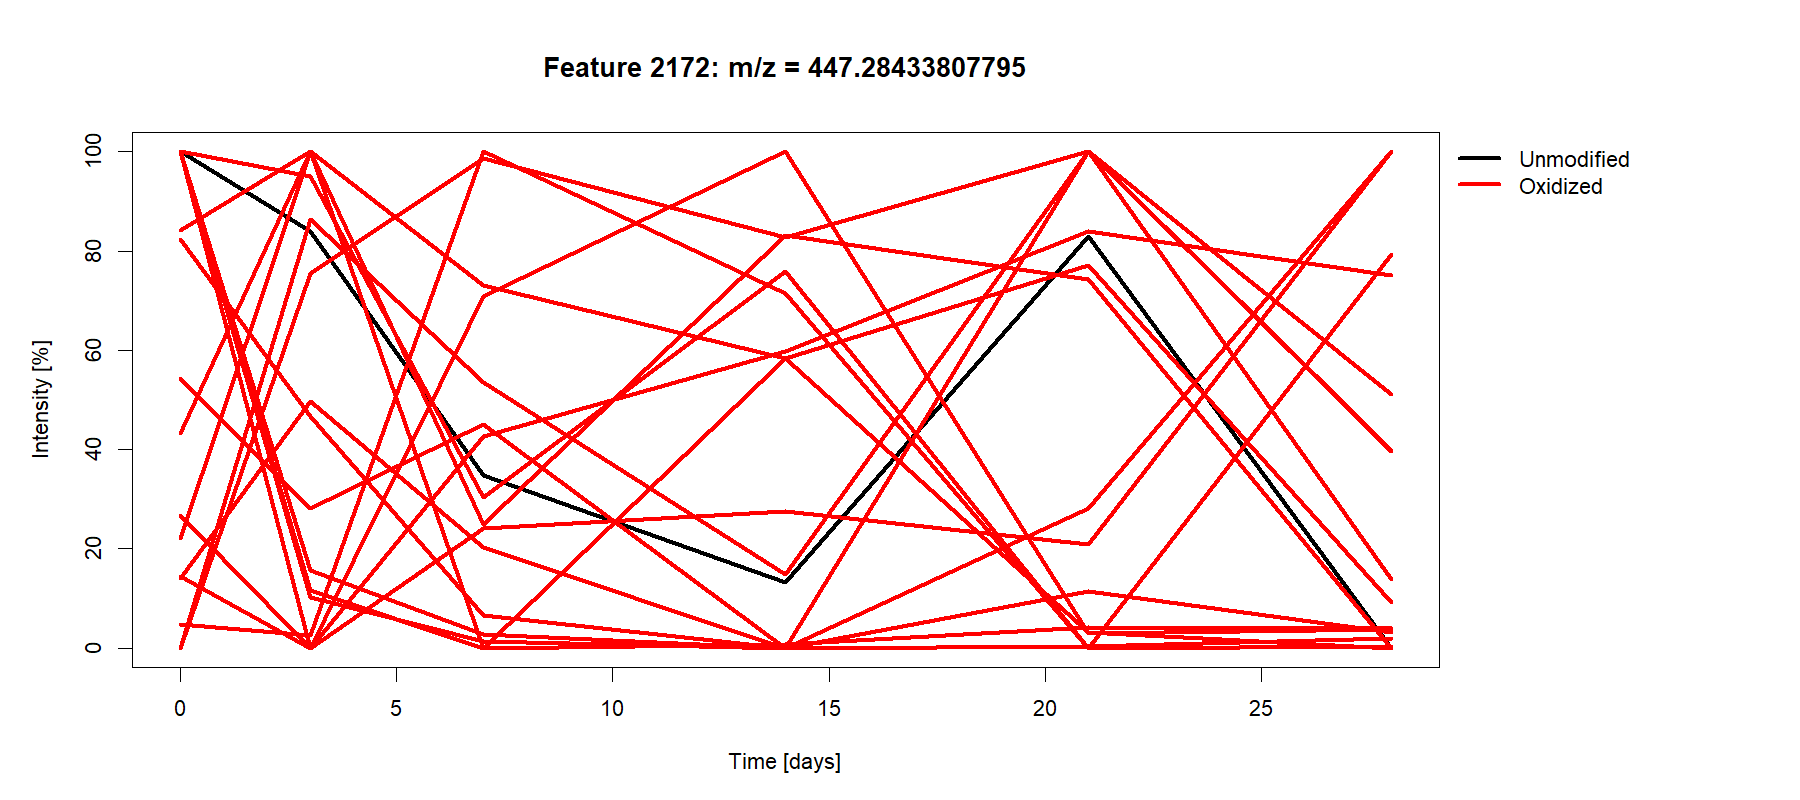 Feature 2172: m/z = 447.28433807795
Unmodified
Oxidized
Intensity [%]
100
80
60
40
20
0
0 5 10 15 20 25
Time [days]